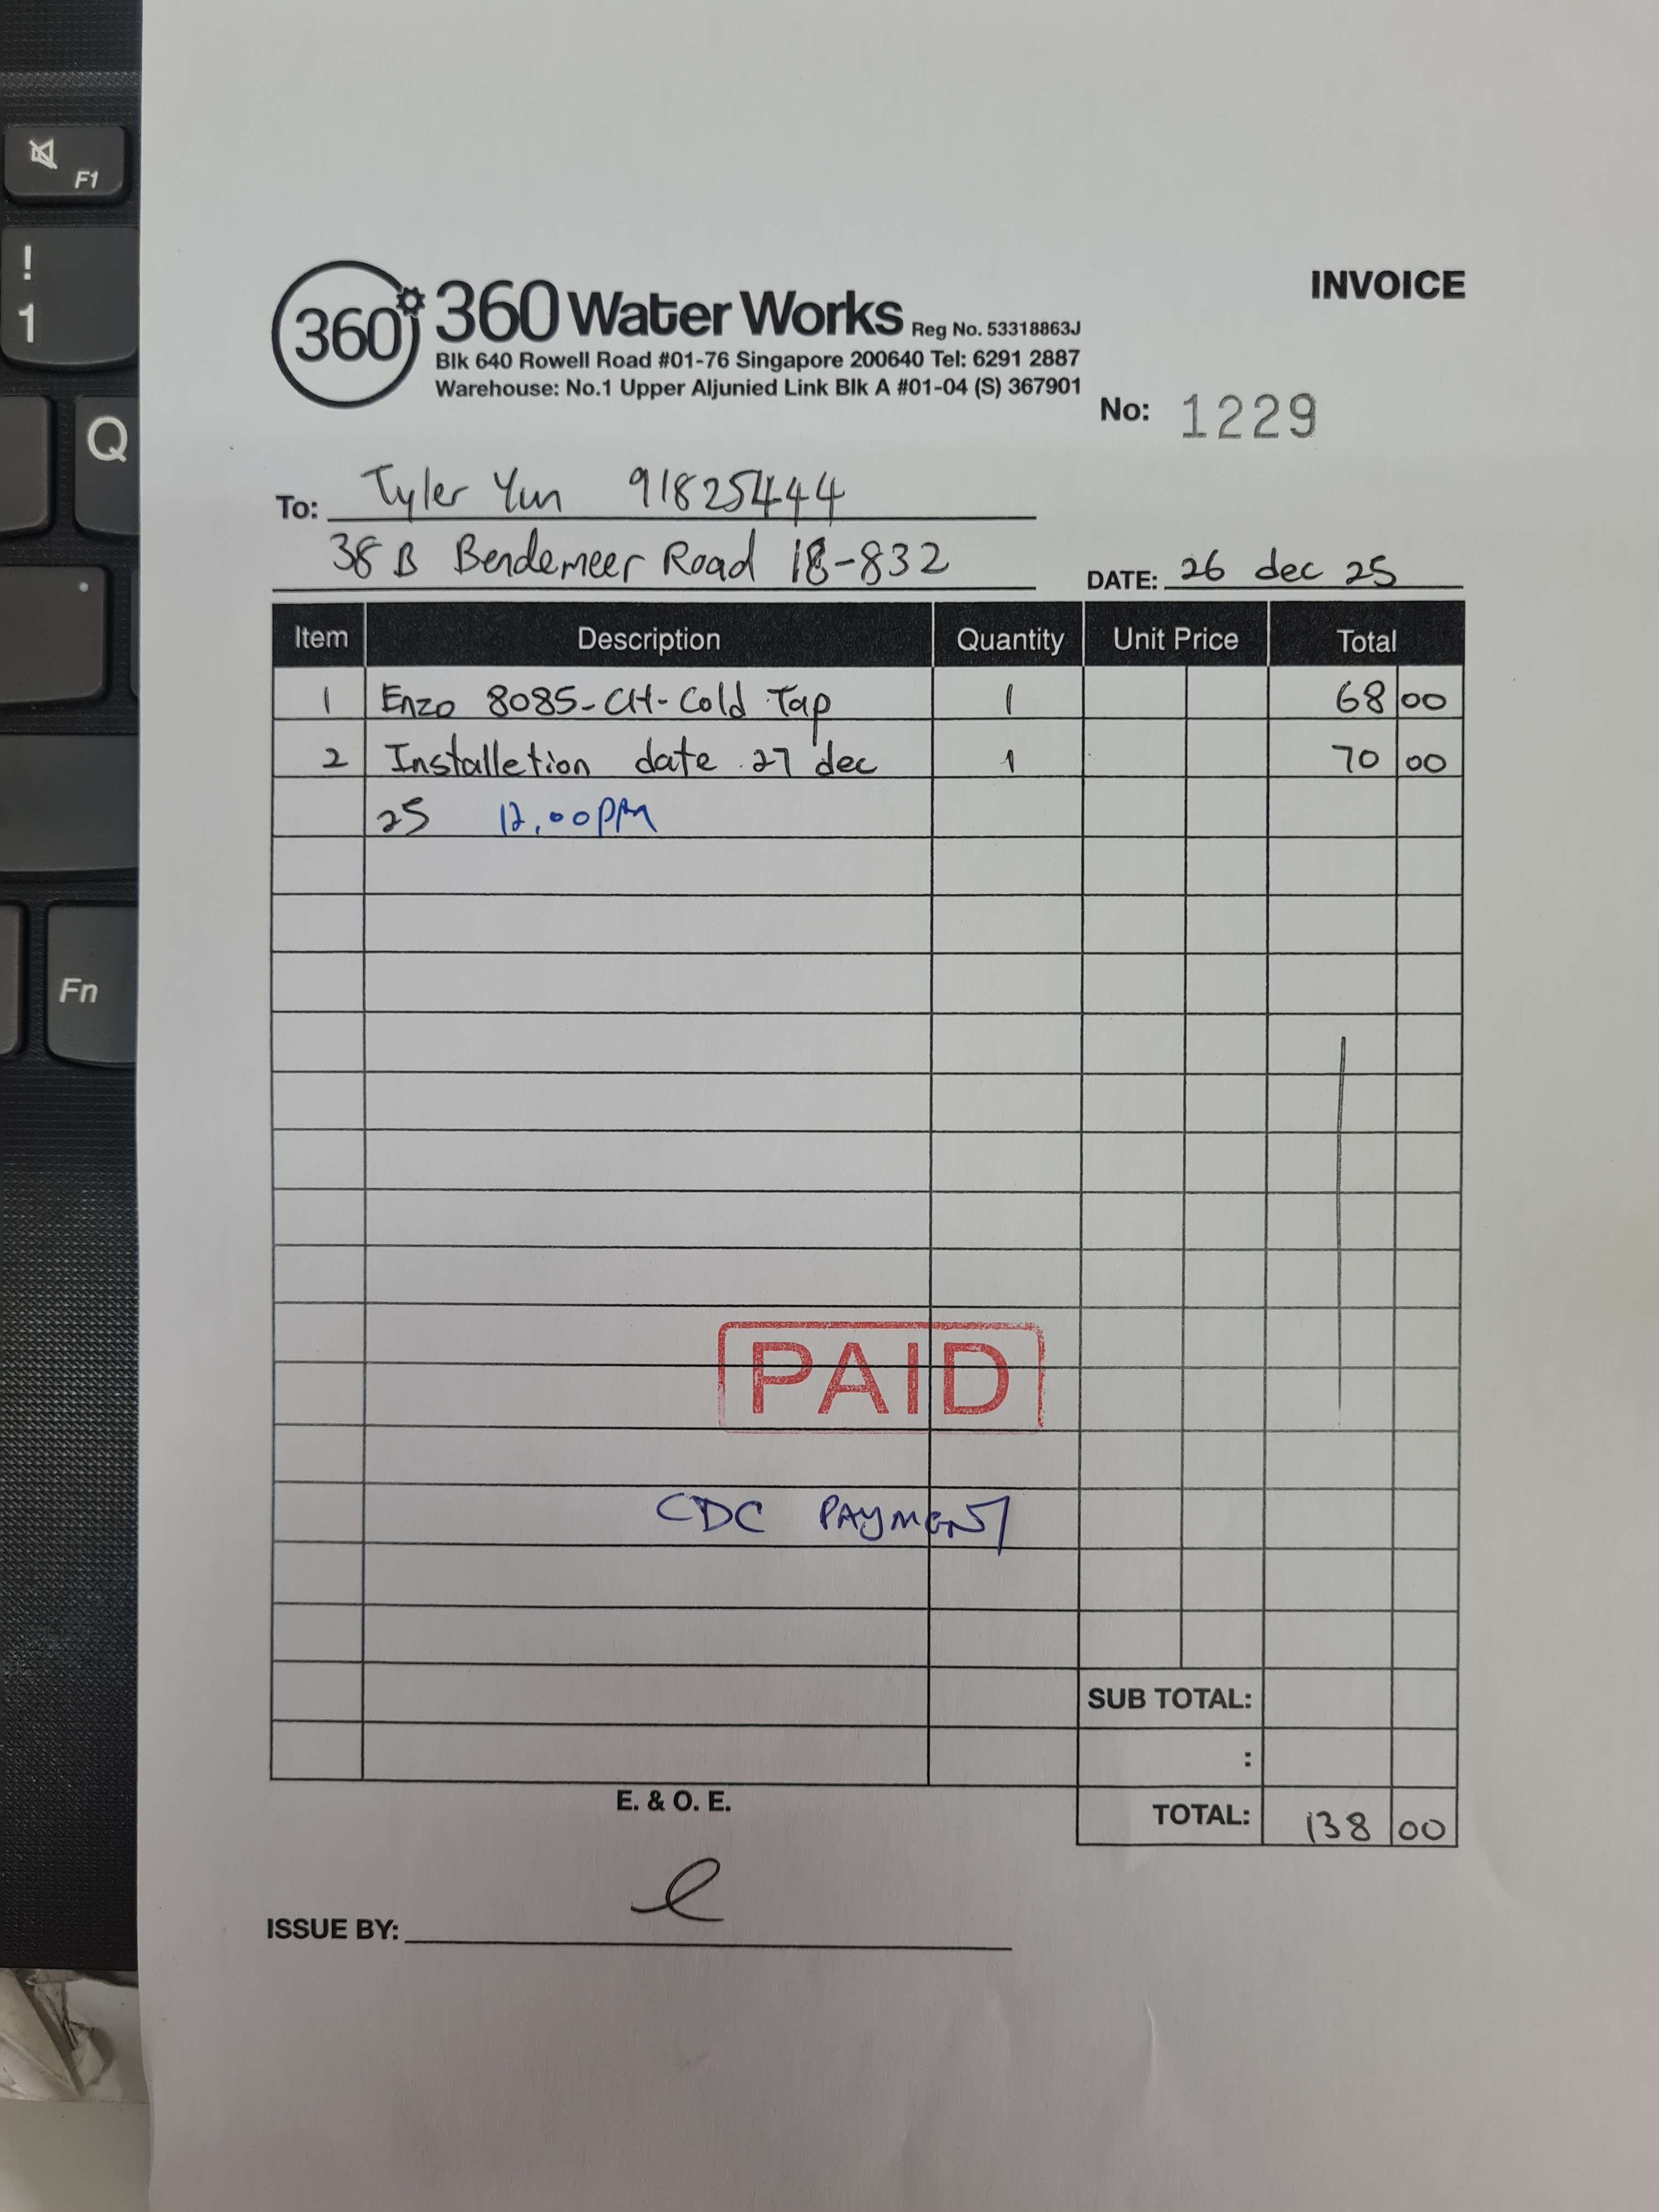 F1
!
1
Q
Fn
INVOICE
360° 360 Water Works Reg No. 53318863J
Blk 640 Rowell Road #01-76 Singapore 200640 Tel: 6291 2887
Warehouse: No.1 Upper Aljunied Link Blk A #01-04 (S) 367901
No: 1229
To: Tyler Yun 91825444
38 B Bendemeer Road 18-832
DATE: 26 dec 25
Item Description Quantity Unit Price Total
1 Enzo 8085-CH-Cold Tap 1 68 00
2 Installetion date 27 dec 1 70 00
25 12.00PM
PAID
CDC PAYMENT
SUB TOTAL:
:
E. & O. E.
TOTAL: 138 00
ISSUE BY: